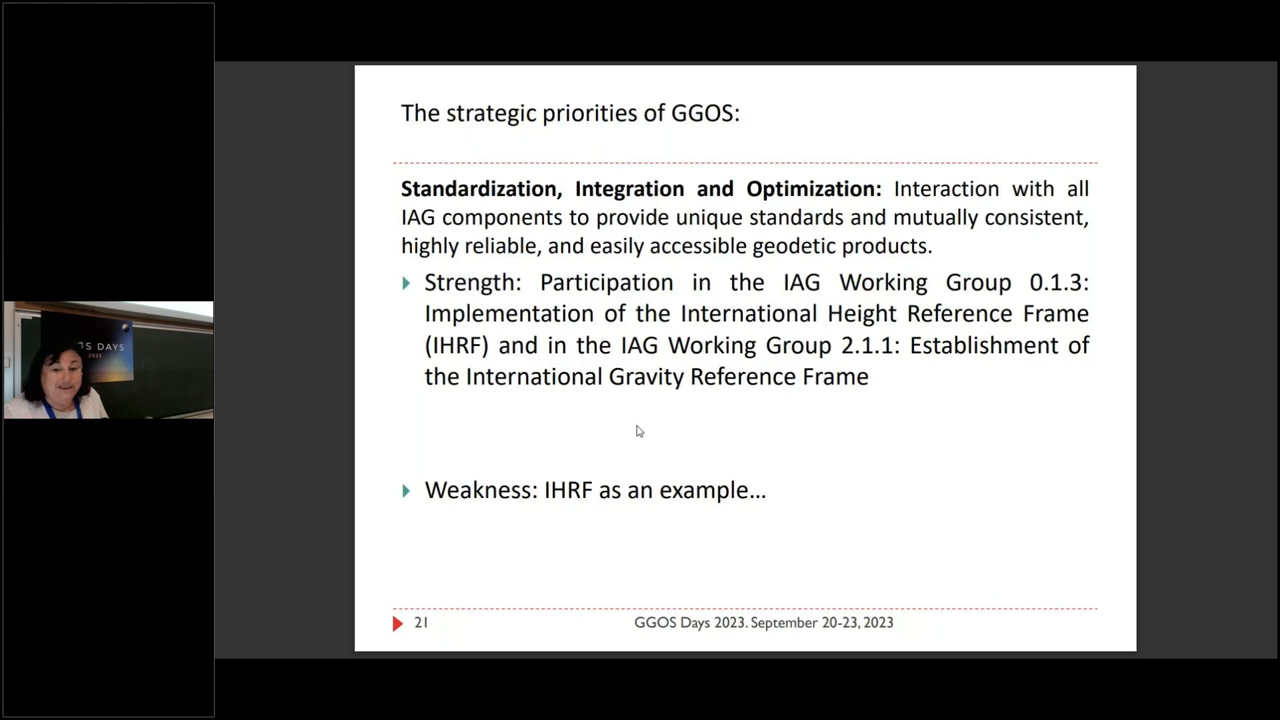 The strategic priorities of GGOS:
Standardization, Integration and Optimization: Interaction with all
IAG components to provide unique standards and mutually consistent,
highly reliable, and easily accessible geodetic products.
Strength: Participation in the IAG Working Group 0.1.3:
Implementation of the International Height Reference Frame
(IHRF) and in the IAG Working Group 2.1.1: Establishment of
the International Gravity Reference Frame
Weakness: IHRF as an example...
21 GGOS Days 2023. September 20-23, 2023
OS DAYS
2023